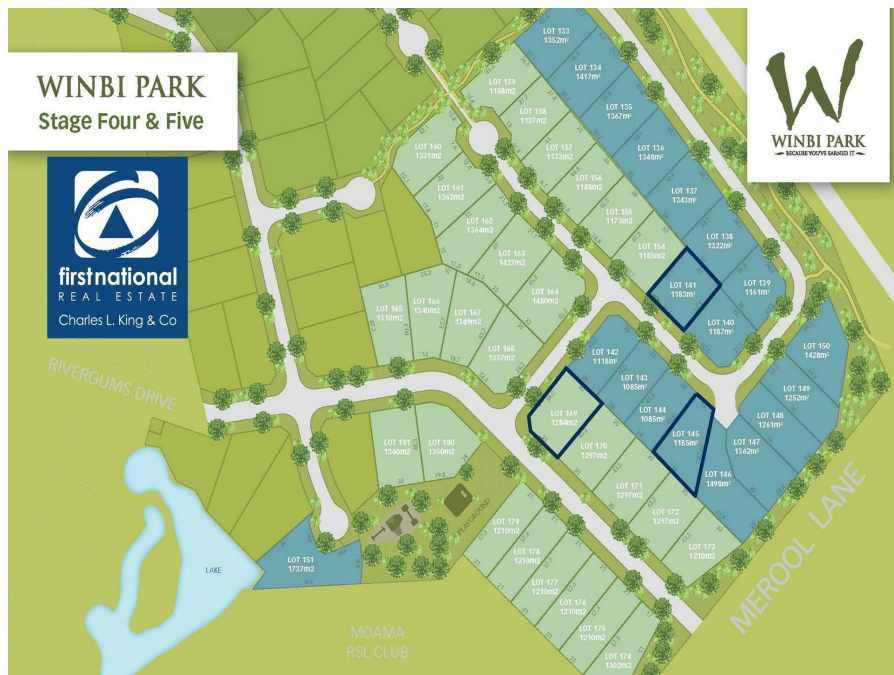 WINBI PARK
Stage Four & Five
firstnational
REAL ESTATE
Charles L. King & Co
WINBI PARK
BECAUSE YOU'VE EARNED IT
LOT 133
1352m²
LOT 134
1417m²
LOT 135
1367m²
LOT 136
1348m²
LOT 137
1343m²
LOT 138
1322m²
LOT 139
1161m²
LOT 140
1187m²
LOT 141
1183m²
LOT 159
1158m2
LOT 158
1137m2
LOT 157
1133m2
LOT 156
1148m2
LOT 155
1173m2
LOT 154
1185m2
LOT 160
1331m2
LOT 161
1262m2
LOT 162
1364m2
LOT 163
1427m2
LOT 164
1480m2
LOT 165
1310m2
LOT 166
1340m2
LOT 167
1349m2
LOT 168
1357m2
LOT 142
1118m²
LOT 143
1085m²
LOT 144
1085m²
LOT 145
1185m²
LOT 146
1498m²
LOT 147
1362m²
LOT 148
1261m²
LOT 149
1252m²
LOT 150
1428m²
LOT 169
1284m2
LOT 170
1297m2
LOT 171
1297m2
LOT 172
1297m2
LOT 173
1210m2
LOT 181
1360m2
LOT 180
1350m2
LOT 179
1210m2
LOT 178
1210m2
LOT 177
1210m2
LOT 176
1210m2
LOT 175
1210m2
LOT 174
1302m2
LOT 151
1737m2
RIVERGUMS DRIVE
LAKE
PLAYGROUND
MOAMA
RSL CLUB
MEROOL LANE